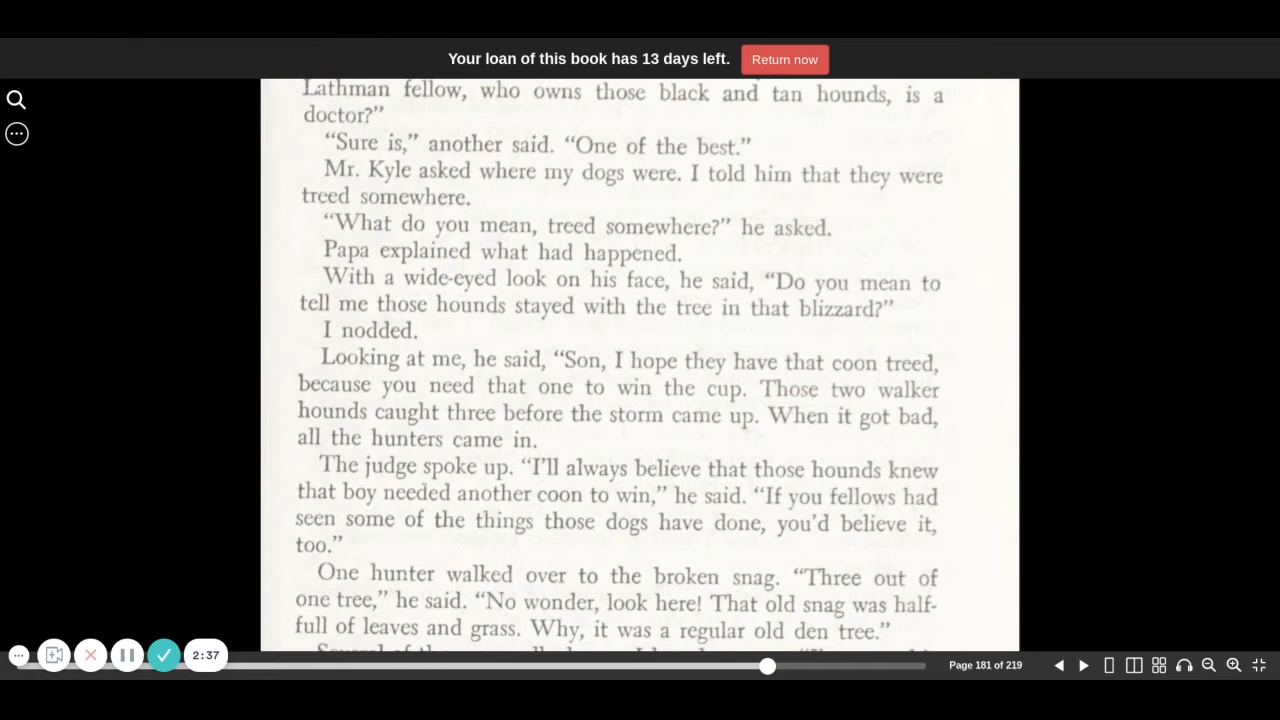 Your loan of this book has 13 days left. Return now
Lathman fellow, who owns those black and tan hounds, is a
doctor?”
“Sure is,” another said. “One of the best.”
Mr. Kyle asked where my dogs were. I told him that they were
treed somewhere.
“What do you mean, treed somewhere?” he asked.
Papa explained what had happened.
With a wide-eyed look on his face, he said, “Do you mean to
tell me those hounds stayed with the tree in that blizzard?”
I nodded.
Looking at me, he said, “Son, I hope they have that coon treed,
because you need that one to win the cup. Those two walker
hounds caught three before the storm came up. When it got bad,
all the hunters came in.
The judge spoke up. “I’ll always believe that those hounds knew
that boy needed another coon to win,” he said. “If you fellows had
seen some of the things those dogs have done, you’d believe it,
too.”
One hunter walked over to the broken snag. “Three out of
one tree,” he said. “No wonder, look here! That old snag was half-
full of leaves and grass. Why, it was a regular old den tree.”
2:37
Page 181 of 219